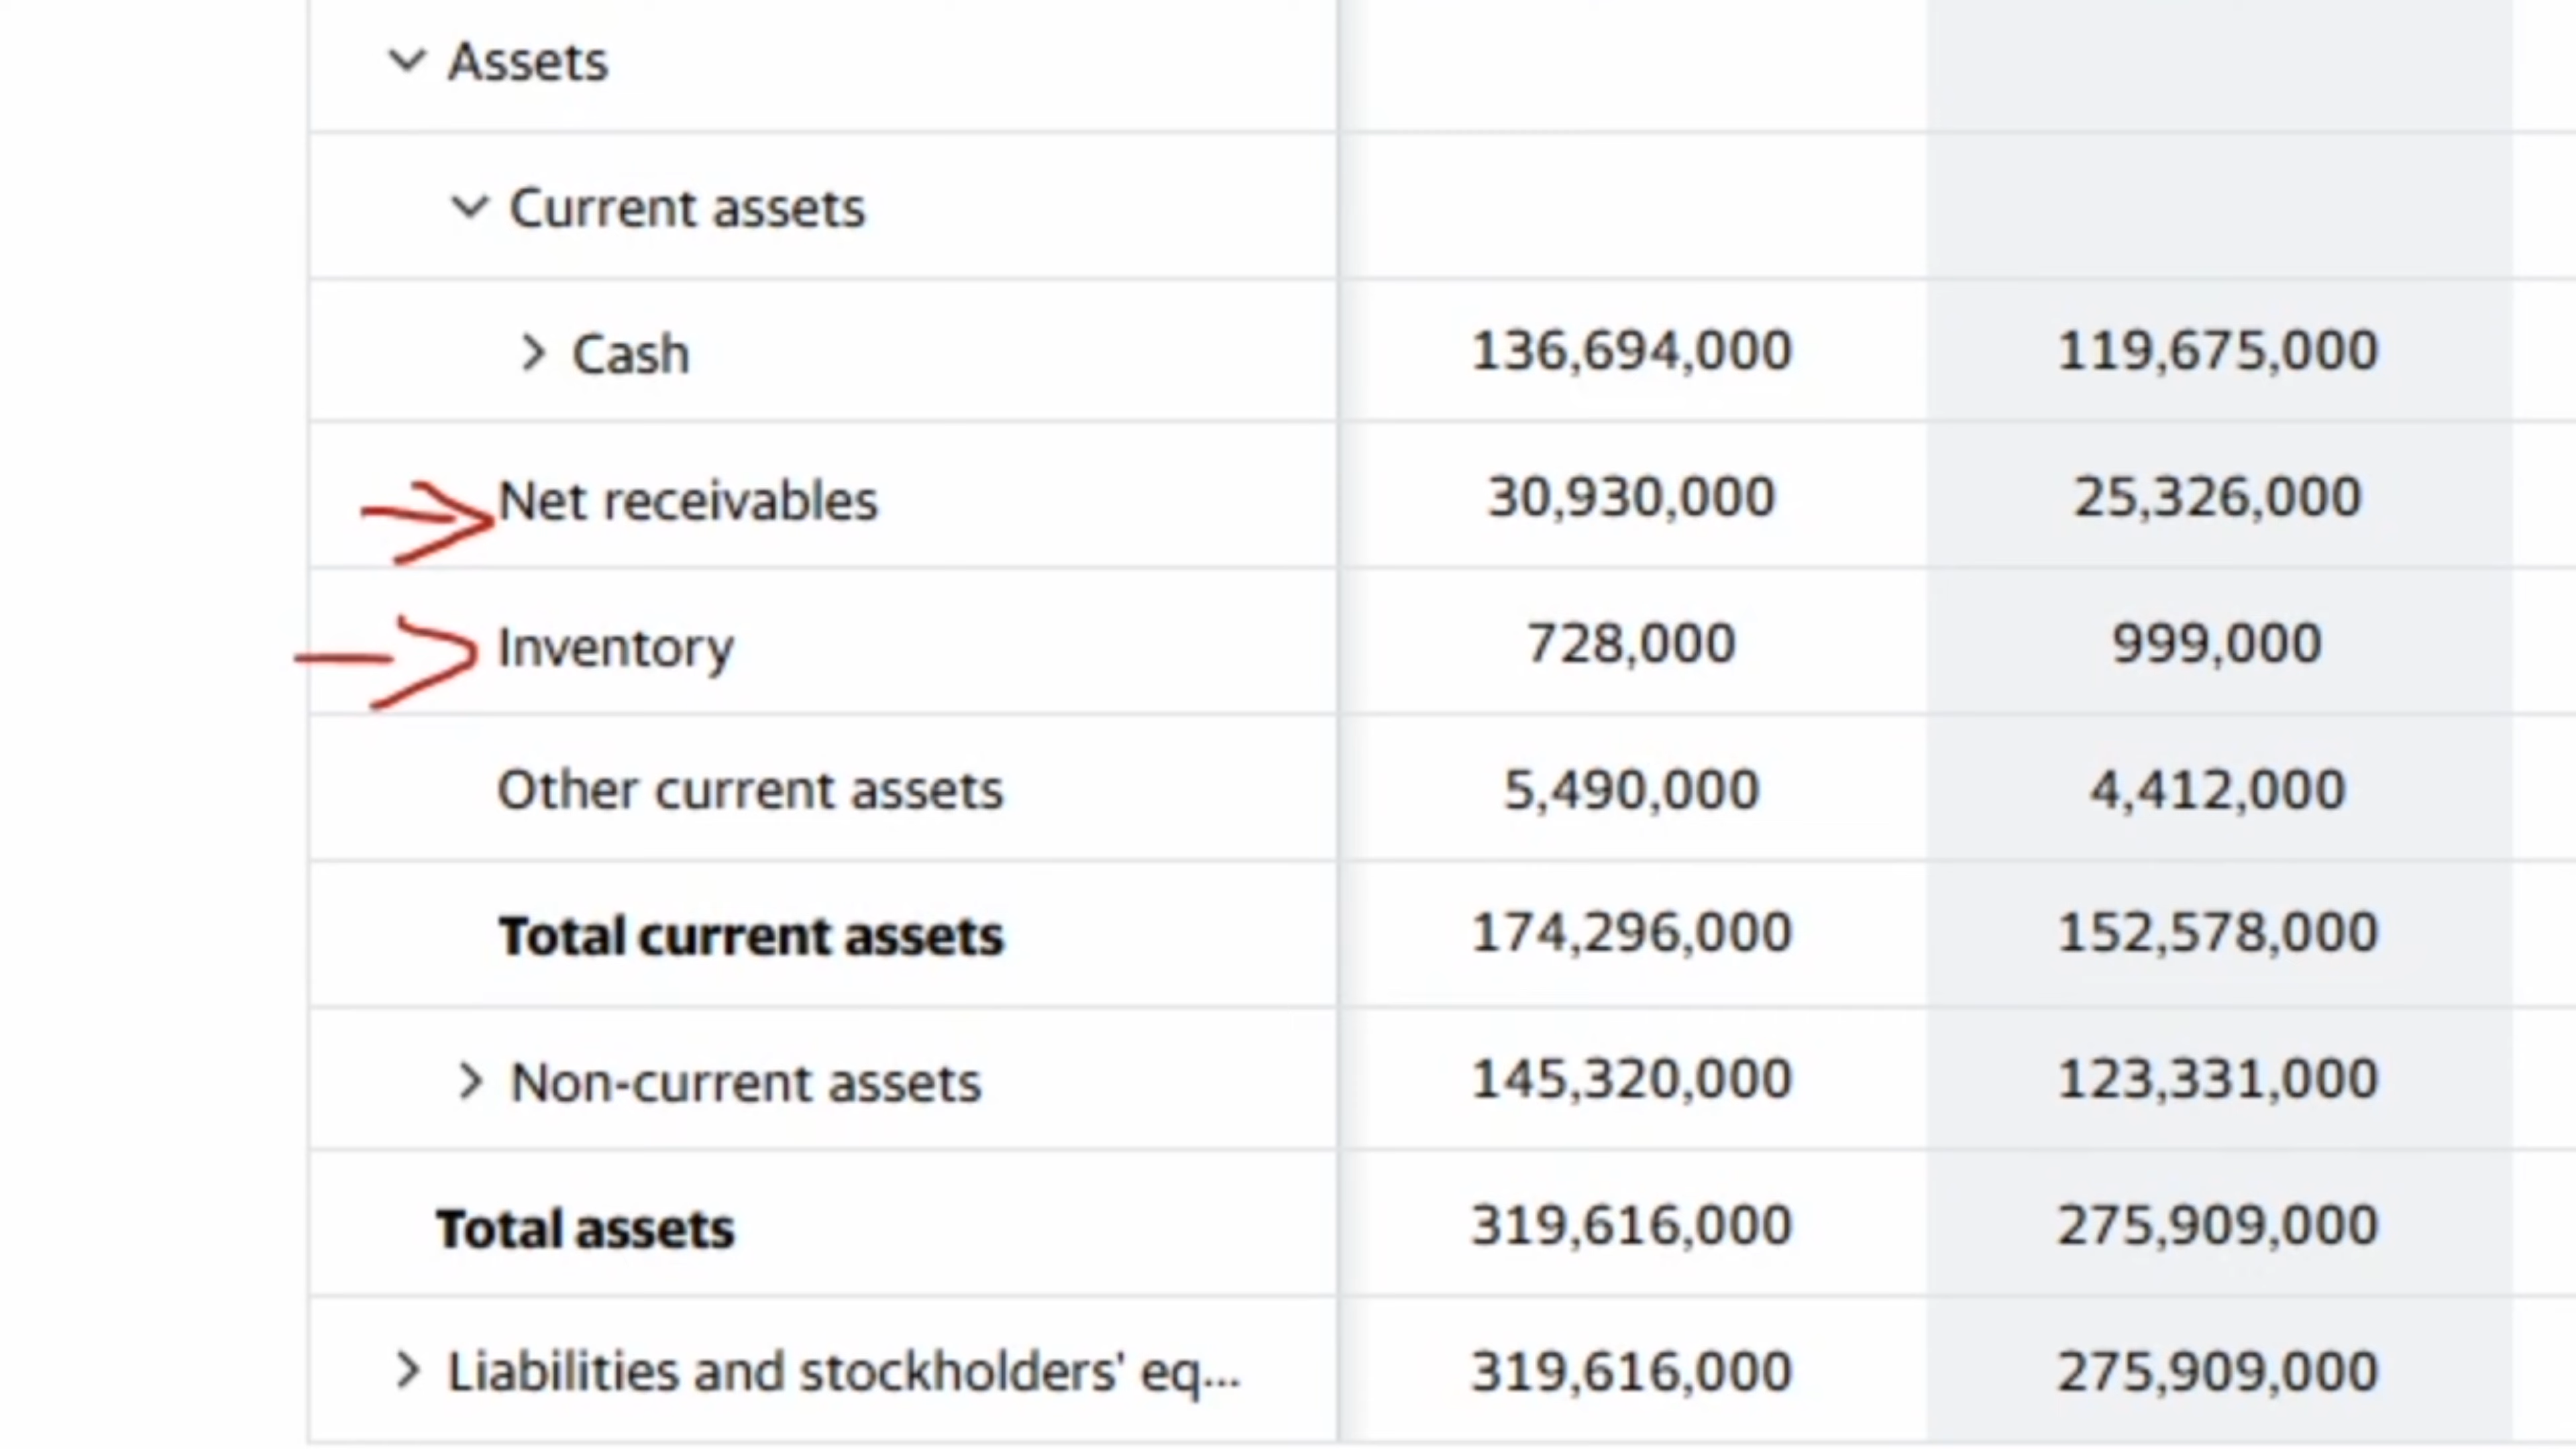 Assets
Current assets
Cash 136,694,000 119,675,000
Net receivables 30,930,000 25,326,000
Inventory 728,000 999,000
Other current assets 5,490,000 4,412,000
Total current assets 174,296,000 152,578,000
Non-current assets 145,320,000 123,331,000
Total assets 319,616,000 275,909,000
Liabilities and stockholders' eq... 319,616,000 275,909,000